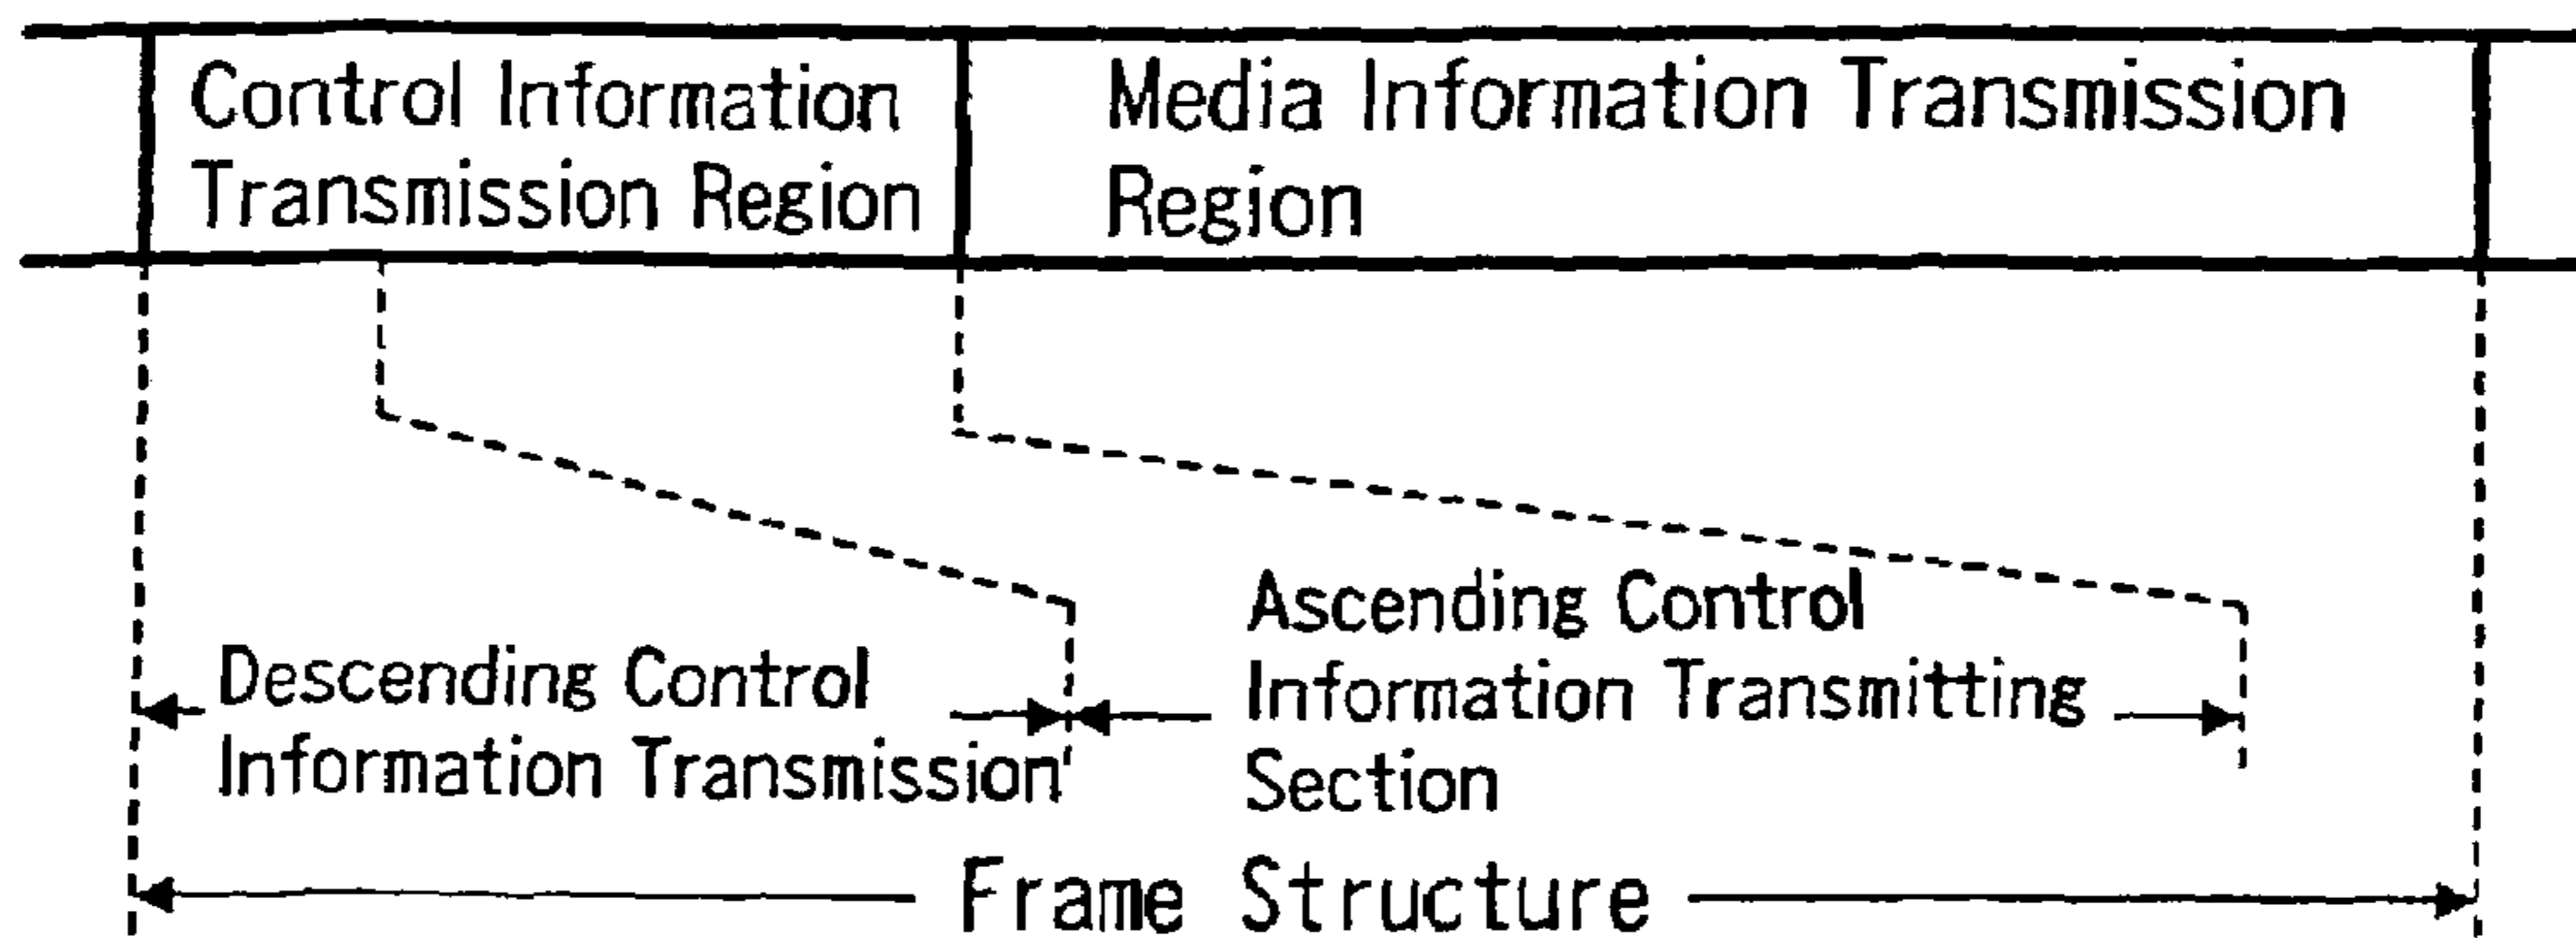 Control Information
Transmission Region
Media Information Transmission
Region
Descending Control
Information Transmission
Ascending Control
Information Transmitting
Section
Frame Structure